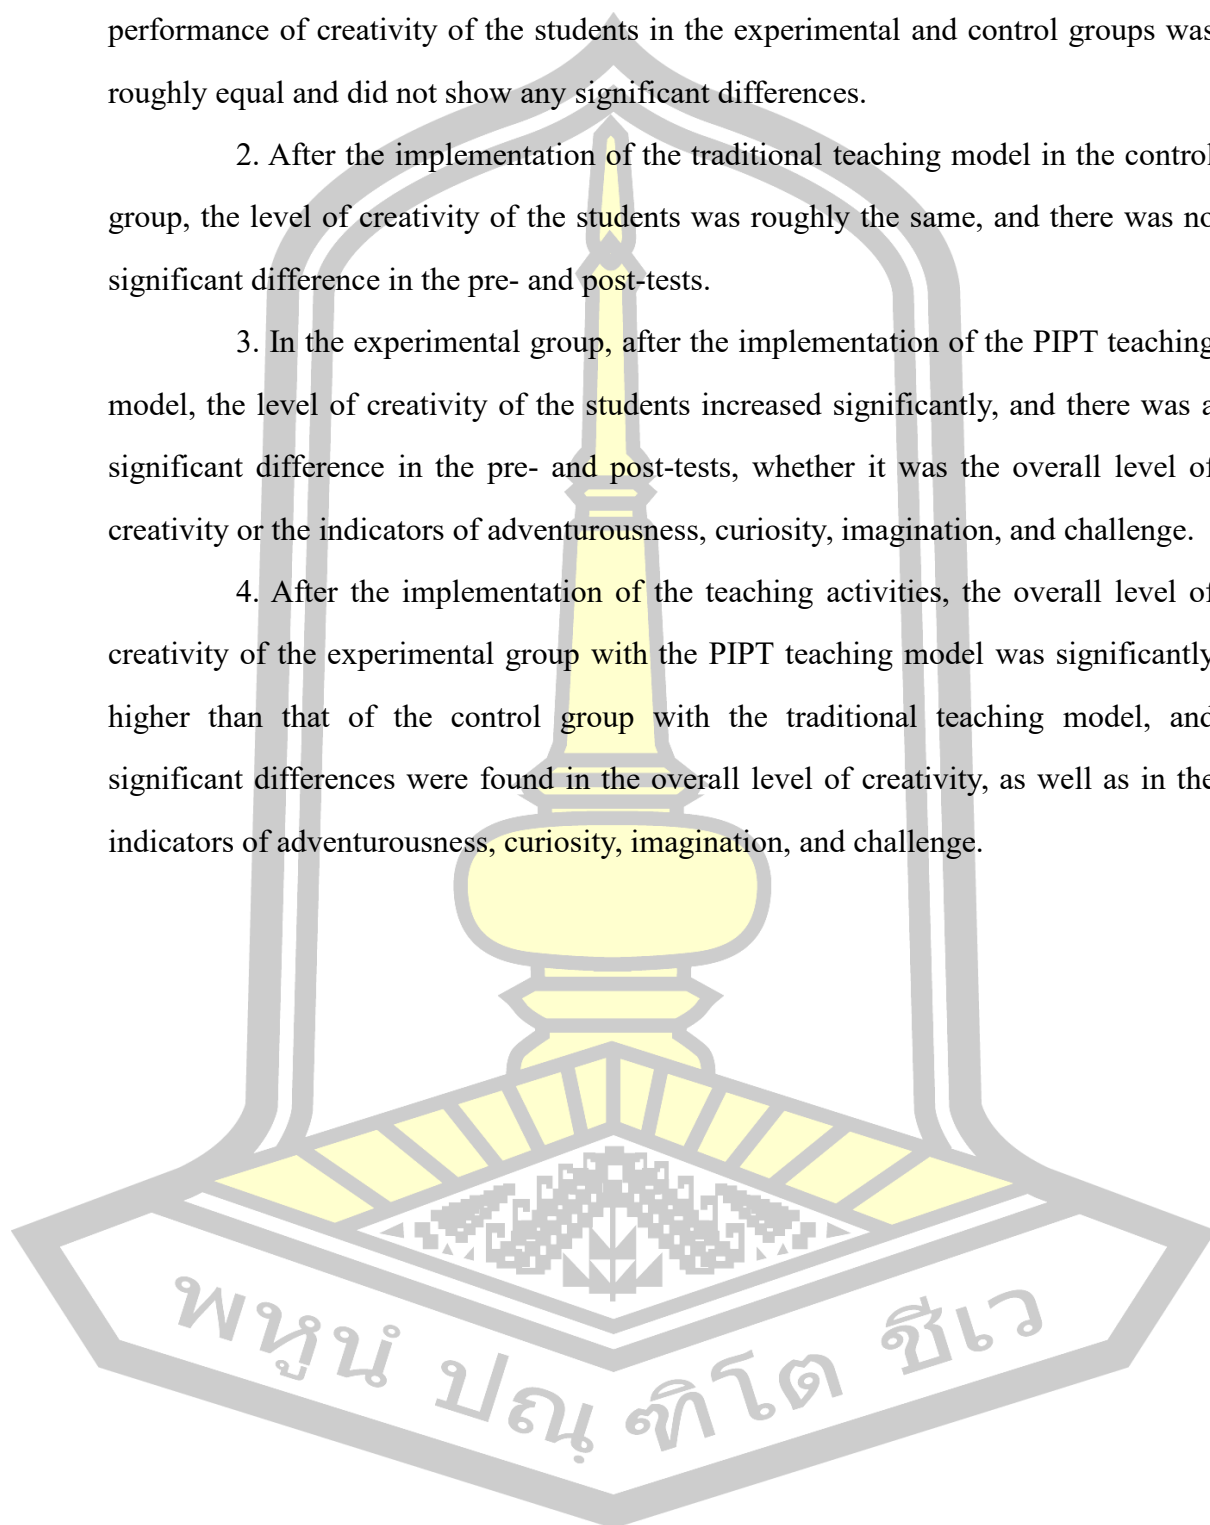 performance of creativity of the students in the experimental and control groups was
roughly equal and did not show any significant differences.
2. After the implementation of the traditional teaching model in the control
group, the level of creativity of the students was roughly the same, and there was no
significant difference in the pre- and post-tests.
3. In the experimental group, after the implementation of the PIPT teaching
model, the level of creativity of the students increased significantly, and there was a
significant difference in the pre- and post-tests, whether it was the overall level of
creativity or the indicators of adventurousness, curiosity, imagination, and challenge.
4. After the implementation of the teaching activities, the overall level of
creativity of the experimental group with the PIPT teaching model was significantly
higher than that of the control group with the traditional teaching model, and
significant differences were found in the overall level of creativity, as well as in the
indicators of adventurousness, curiosity, imagination, and challenge.
พหูนํ ปณฺ ฑิโต ชีเว